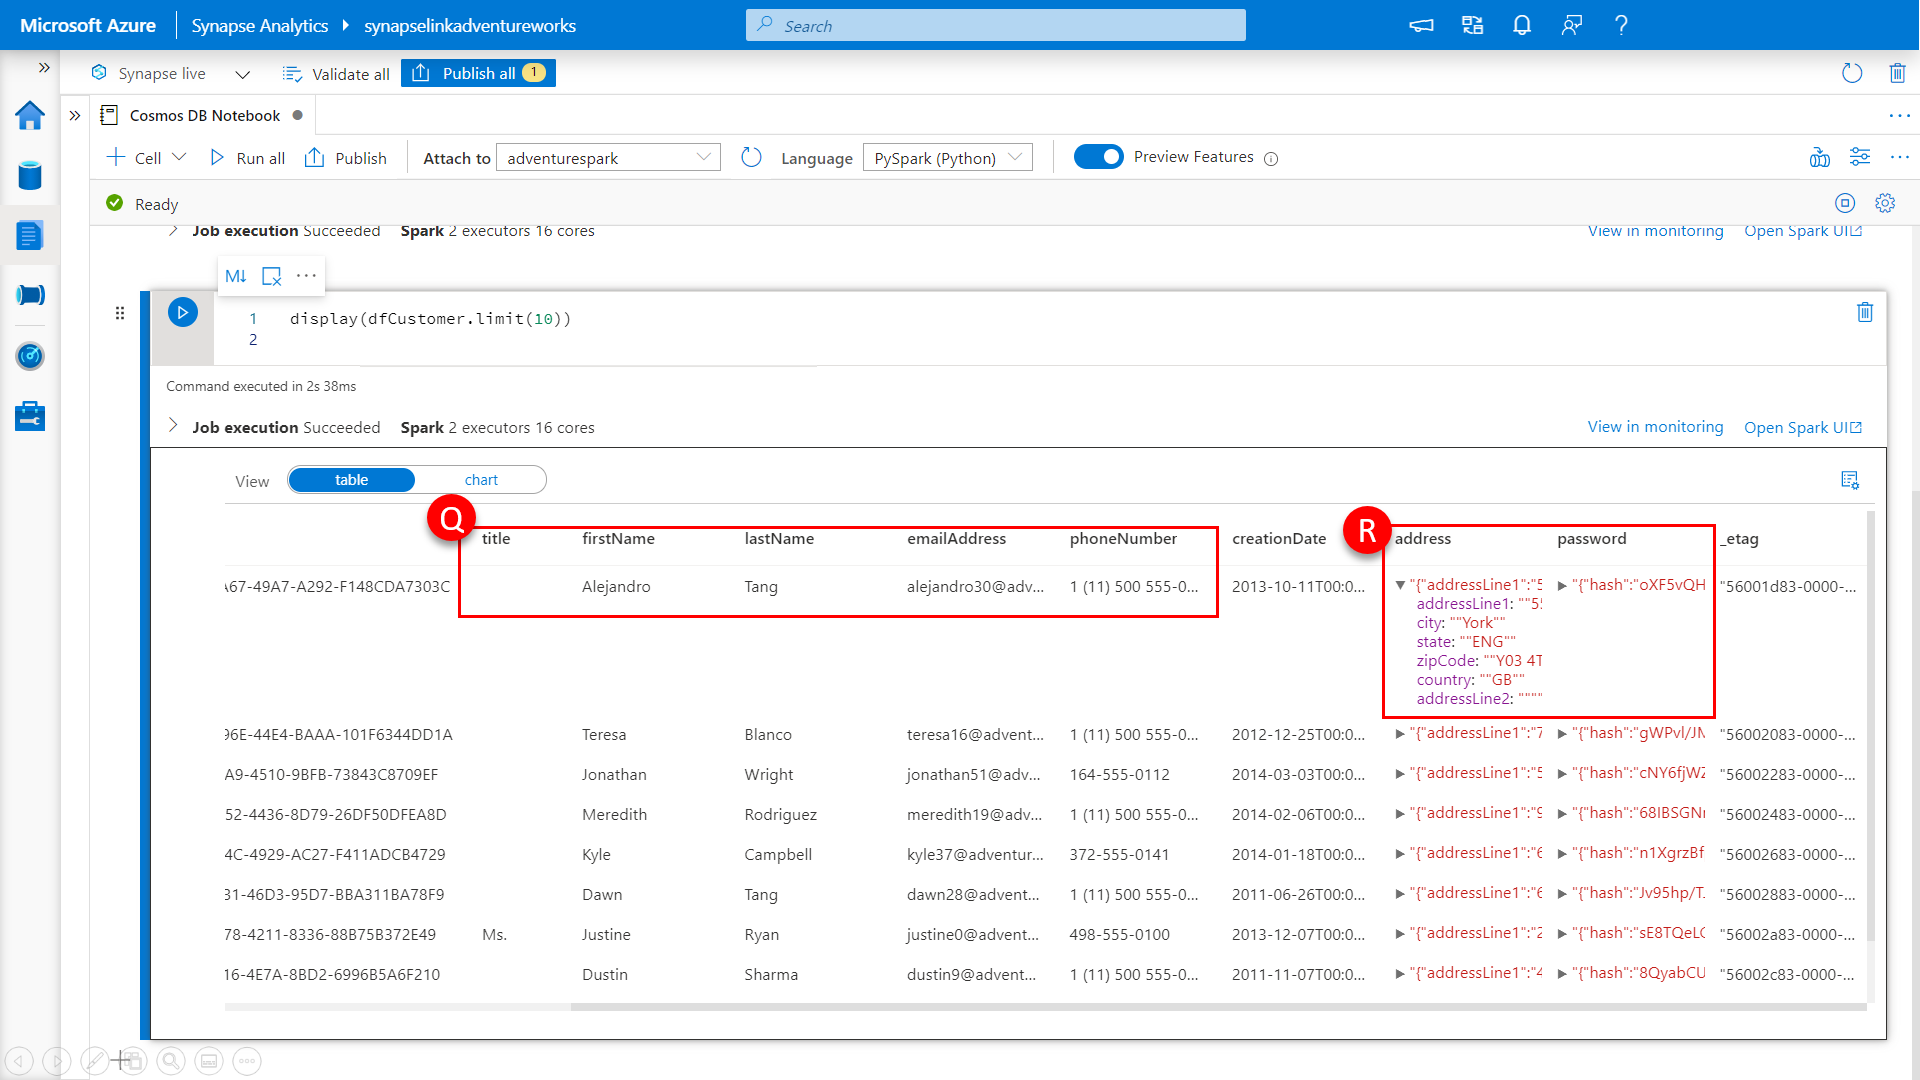 Microsoft Azure Synapse Analytics synapselinkadventureworks Search
Synapse live Validate all Publish all 1
Cosmos DB Notebook
Cell Run all Publish Attach to adventurespark Language PySpark (Python) Preview Features
Ready
Job execution Succeeded Spark 2 executors 16 cores View in monitoring Open Spark UI
M↓ ...
1 display(dfCustomer.limit(10))
2
Command executed in 2s 38ms
Job execution Succeeded Spark 2 executors 16 cores View in monitoring Open Spark UI
View table chart
Q R
title firstName lastName emailAddress phoneNumber creationDate address password _etag
A67-49A7-A292-F148CDA7303C Alejandro Tang alejandro30@adv... 1 (11) 500 555-0... 2013-10-11T00:0... "{"addressLine1":"5 "{"hash":"oXF5vQH "56001d83-0000-...
addressLine1: ""55
city: ""York""
state: ""ENG""
zipCode: ""Y03 4T
country: ""GB""
addressLine2: """"
96E-44E4-BAAA-101F6344DD1A Teresa Blanco teresa16@advent... 1 (11) 500 555-0... 2012-12-25T00:0... "{"addressLine1":"7 "{"hash":"gWPvl/JM "56002083-0000-...
A9-4510-9BFB-73843C8709EF Jonathan Wright jonathan51@adv... 164-555-0112 2014-03-03T00:0... "{"addressLine1":"5 "{"hash":"cNY6fjWZ "56002283-0000-...
52-4436-8D79-26DF50DFEA8D Meredith Rodriguez meredith19@adv... 1 (11) 500 555-0... 2014-02-06T00:0... "{"addressLine1":"9 "{"hash":"68IBSGNr "56002483-0000-...
4C-4929-AC27-F411ADCB4729 Kyle Campbell kyle37@adventur... 372-555-0141 2014-01-18T00:0... "{"addressLine1":"6 "{"hash":"n1XgrzBf "56002683-0000-...
31-46D3-95D7-BBA311BA78F9 Dawn Tang dawn28@advent... 1 (11) 500 555-0... 2011-06-26T00:0... "{"addressLine1":"6 "{"hash":"Jv95hp/T. "56002883-0000-...
78-4211-8336-88B75B372E49 Ms. Justine Ryan justine0@advent... 498-555-0100 2013-12-07T00:0... "{"addressLine1":"2 "{"hash":"sE8TQeLC "56002a83-0000-...
16-4E7A-8BD2-6996B5A6F210 Dustin Sharma dustin9@advent... 1 (11) 500 555-0... 2011-11-07T00:0... "{"addressLine1":"4 "{"hash":"8QyabCU "56002c83-0000-...